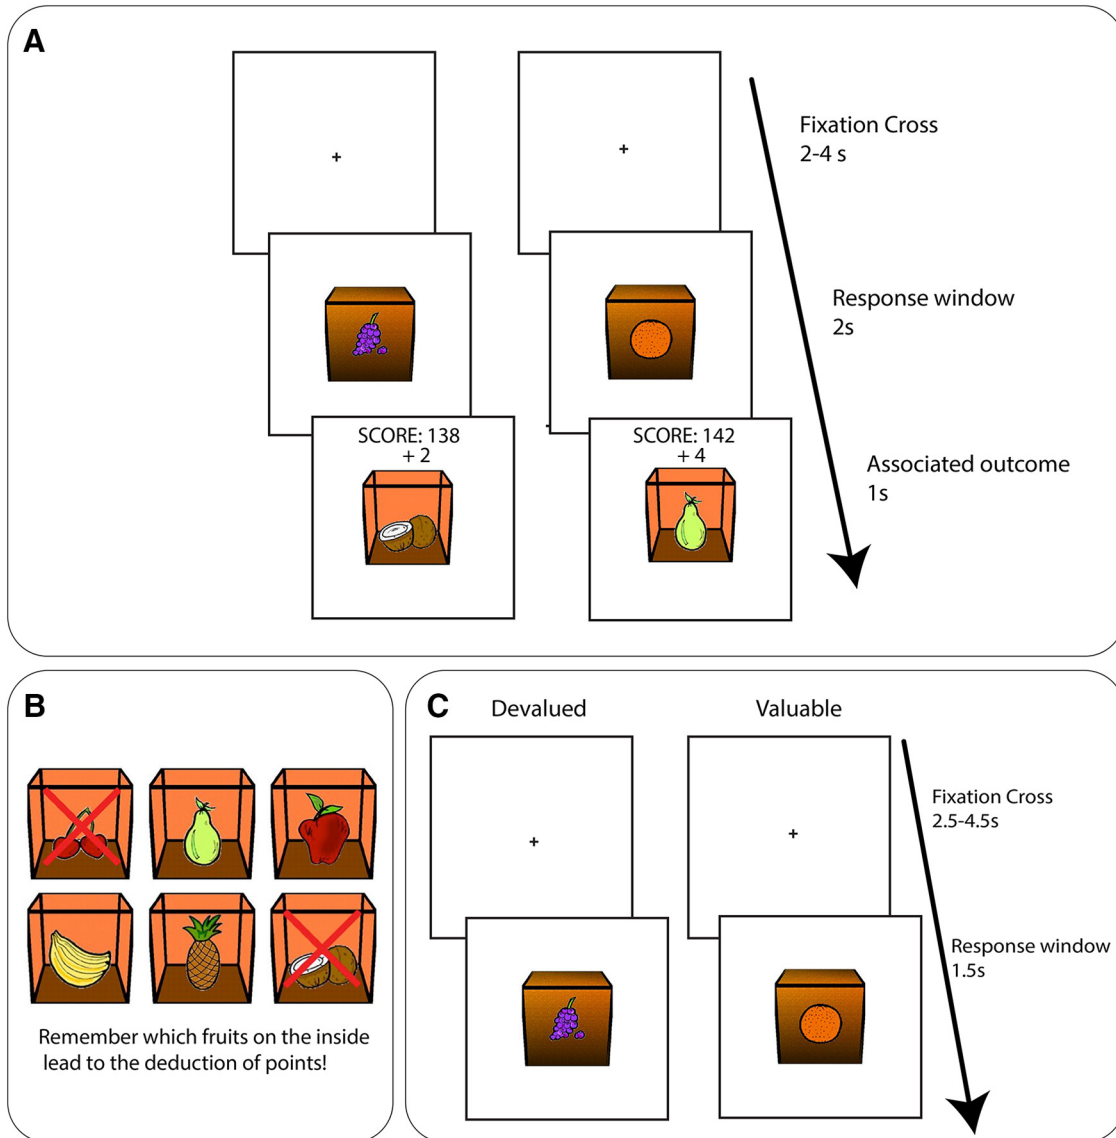 A
+
+
Fixation Cross
2-4 s
Response window
2s
SCORE: 138
+ 2
SCORE: 142
+ 4
Associated outcome
1s
B
Remember which fruits on the inside
lead to the deduction of points!
C
Devalued
Valuable
+
+
Fixation Cross
2.5-4.5s
Response window
1.5s